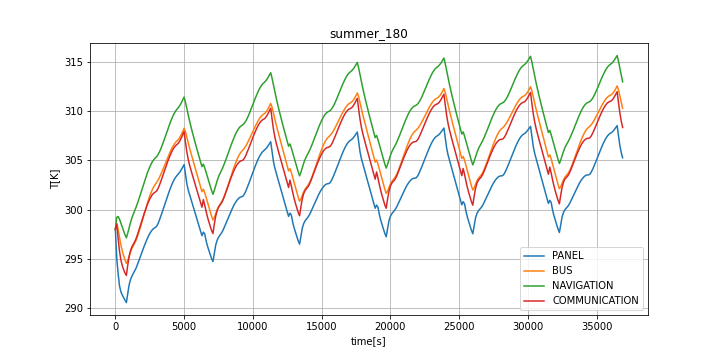 summer_180
T[K]
315
310
305
300
295
290
0
5000
10000
15000
20000
25000
30000
35000
time[s]
PANEL
BUS
NAVIGATION
COMMUNICATION